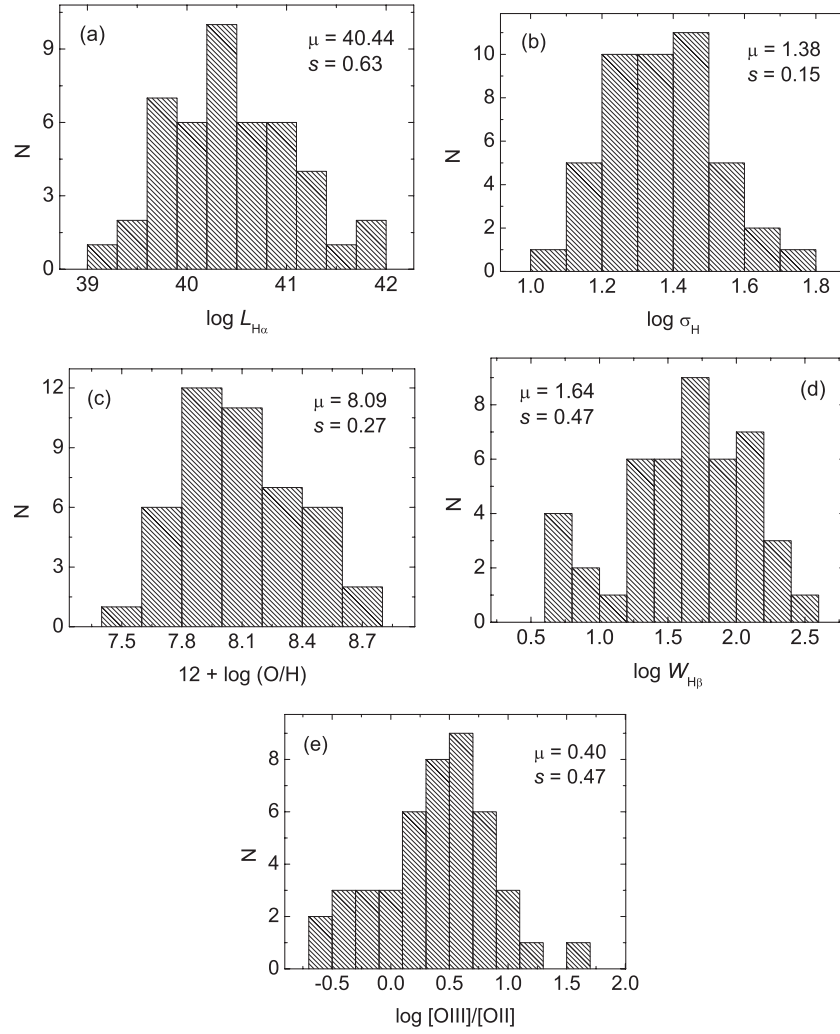 (a)
μ = 40.44
s = 0.63
N
9
6
3
0
39 40 41 42
log L_Hα
(b)
μ = 1.38
s = 0.15
N
10
8
6
4
2
0
1.0 1.2 1.4 1.6 1.8
log σ_H
(c)
μ = 8.09
s = 0.27
N
12
9
6
3
0
7.5 7.8 8.1 8.4 8.7
12 + log (O/H)
(d)
μ = 1.64
s = 0.47
N
8
6
4
2
0
0.5 1.0 1.5 2.0 2.5
log W_Hβ
(e)
μ = 0.40
s = 0.47
N
8
6
4
2
0
-0.5 0.0 0.5 1.0 1.5 2.0
log [OIII]/[OII]